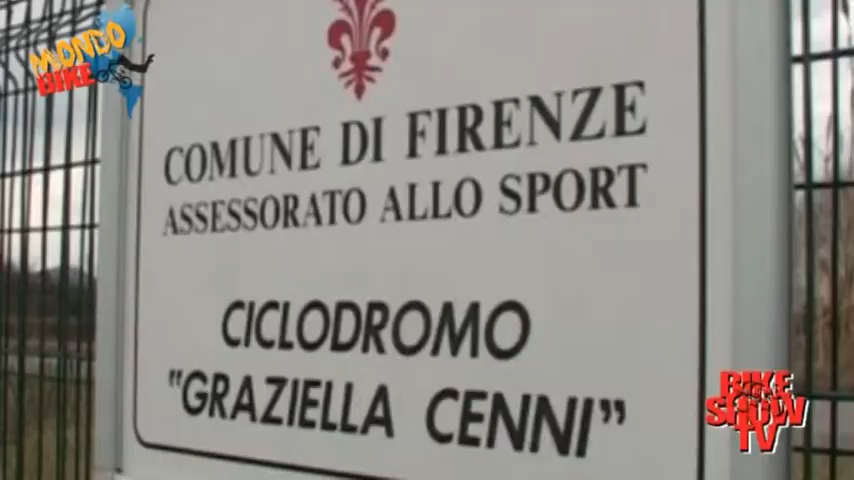 MONDO
BIKE
COMUNE DI FIRENZE
ASSESSORATO ALLO SPORT
CICLODROMO
"GRAZIELLA CENNI"
BIKE
SHOW
TV